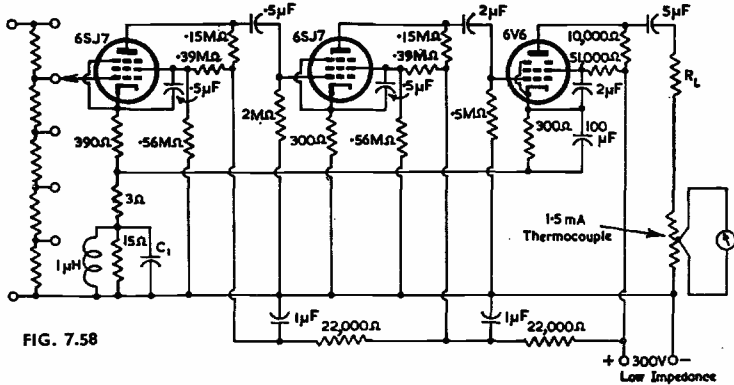 ·5µF
2µF
5µF
6SJ7
·15MΩ
·39MΩ
·5µF
6SJ7
·15MΩ
·39MΩ
·5µF
6V6
10,000Ω
51,000Ω
2µF
R_L
390Ω
·56MΩ
2MΩ
300Ω
·56MΩ
·5MΩ
300Ω
100
µF
3Ω
15Ω
C₁
1µH
1·5 mA
Thermocouple
1µF
22,000Ω
1µF
22,000Ω
FIG. 7.58
+ 300V −
Low Impedance